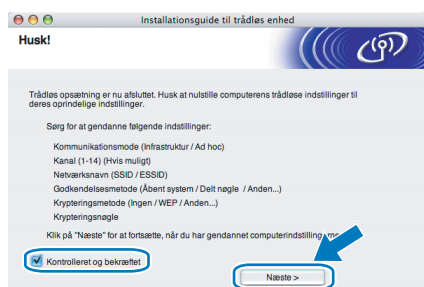 Installationsguide til trådløs enhed
Husk!
Trådløs opsætning er nu afsluttet. Husk at nulstille computerens trådløse indstillinger til
deres oprindelige indstillinger.
Sørg for at gendanne følgende indstillinger:
Kommunikationsmode (Infrastruktur / Ad hoc)
Kanal (1-14) (Hvis muligt)
Netværksnavn (SSID / ESSID)
Godkendelsesmetode (Åbent system / Delt nøgle / Anden...)
Krypteringsmetode (Ingen / WEP / Anden...)
Krypteringsnøgle
Klik på "Næste" for at fortsætte, når du har gendannet
Kontrolleret og bekræftet
Næste >